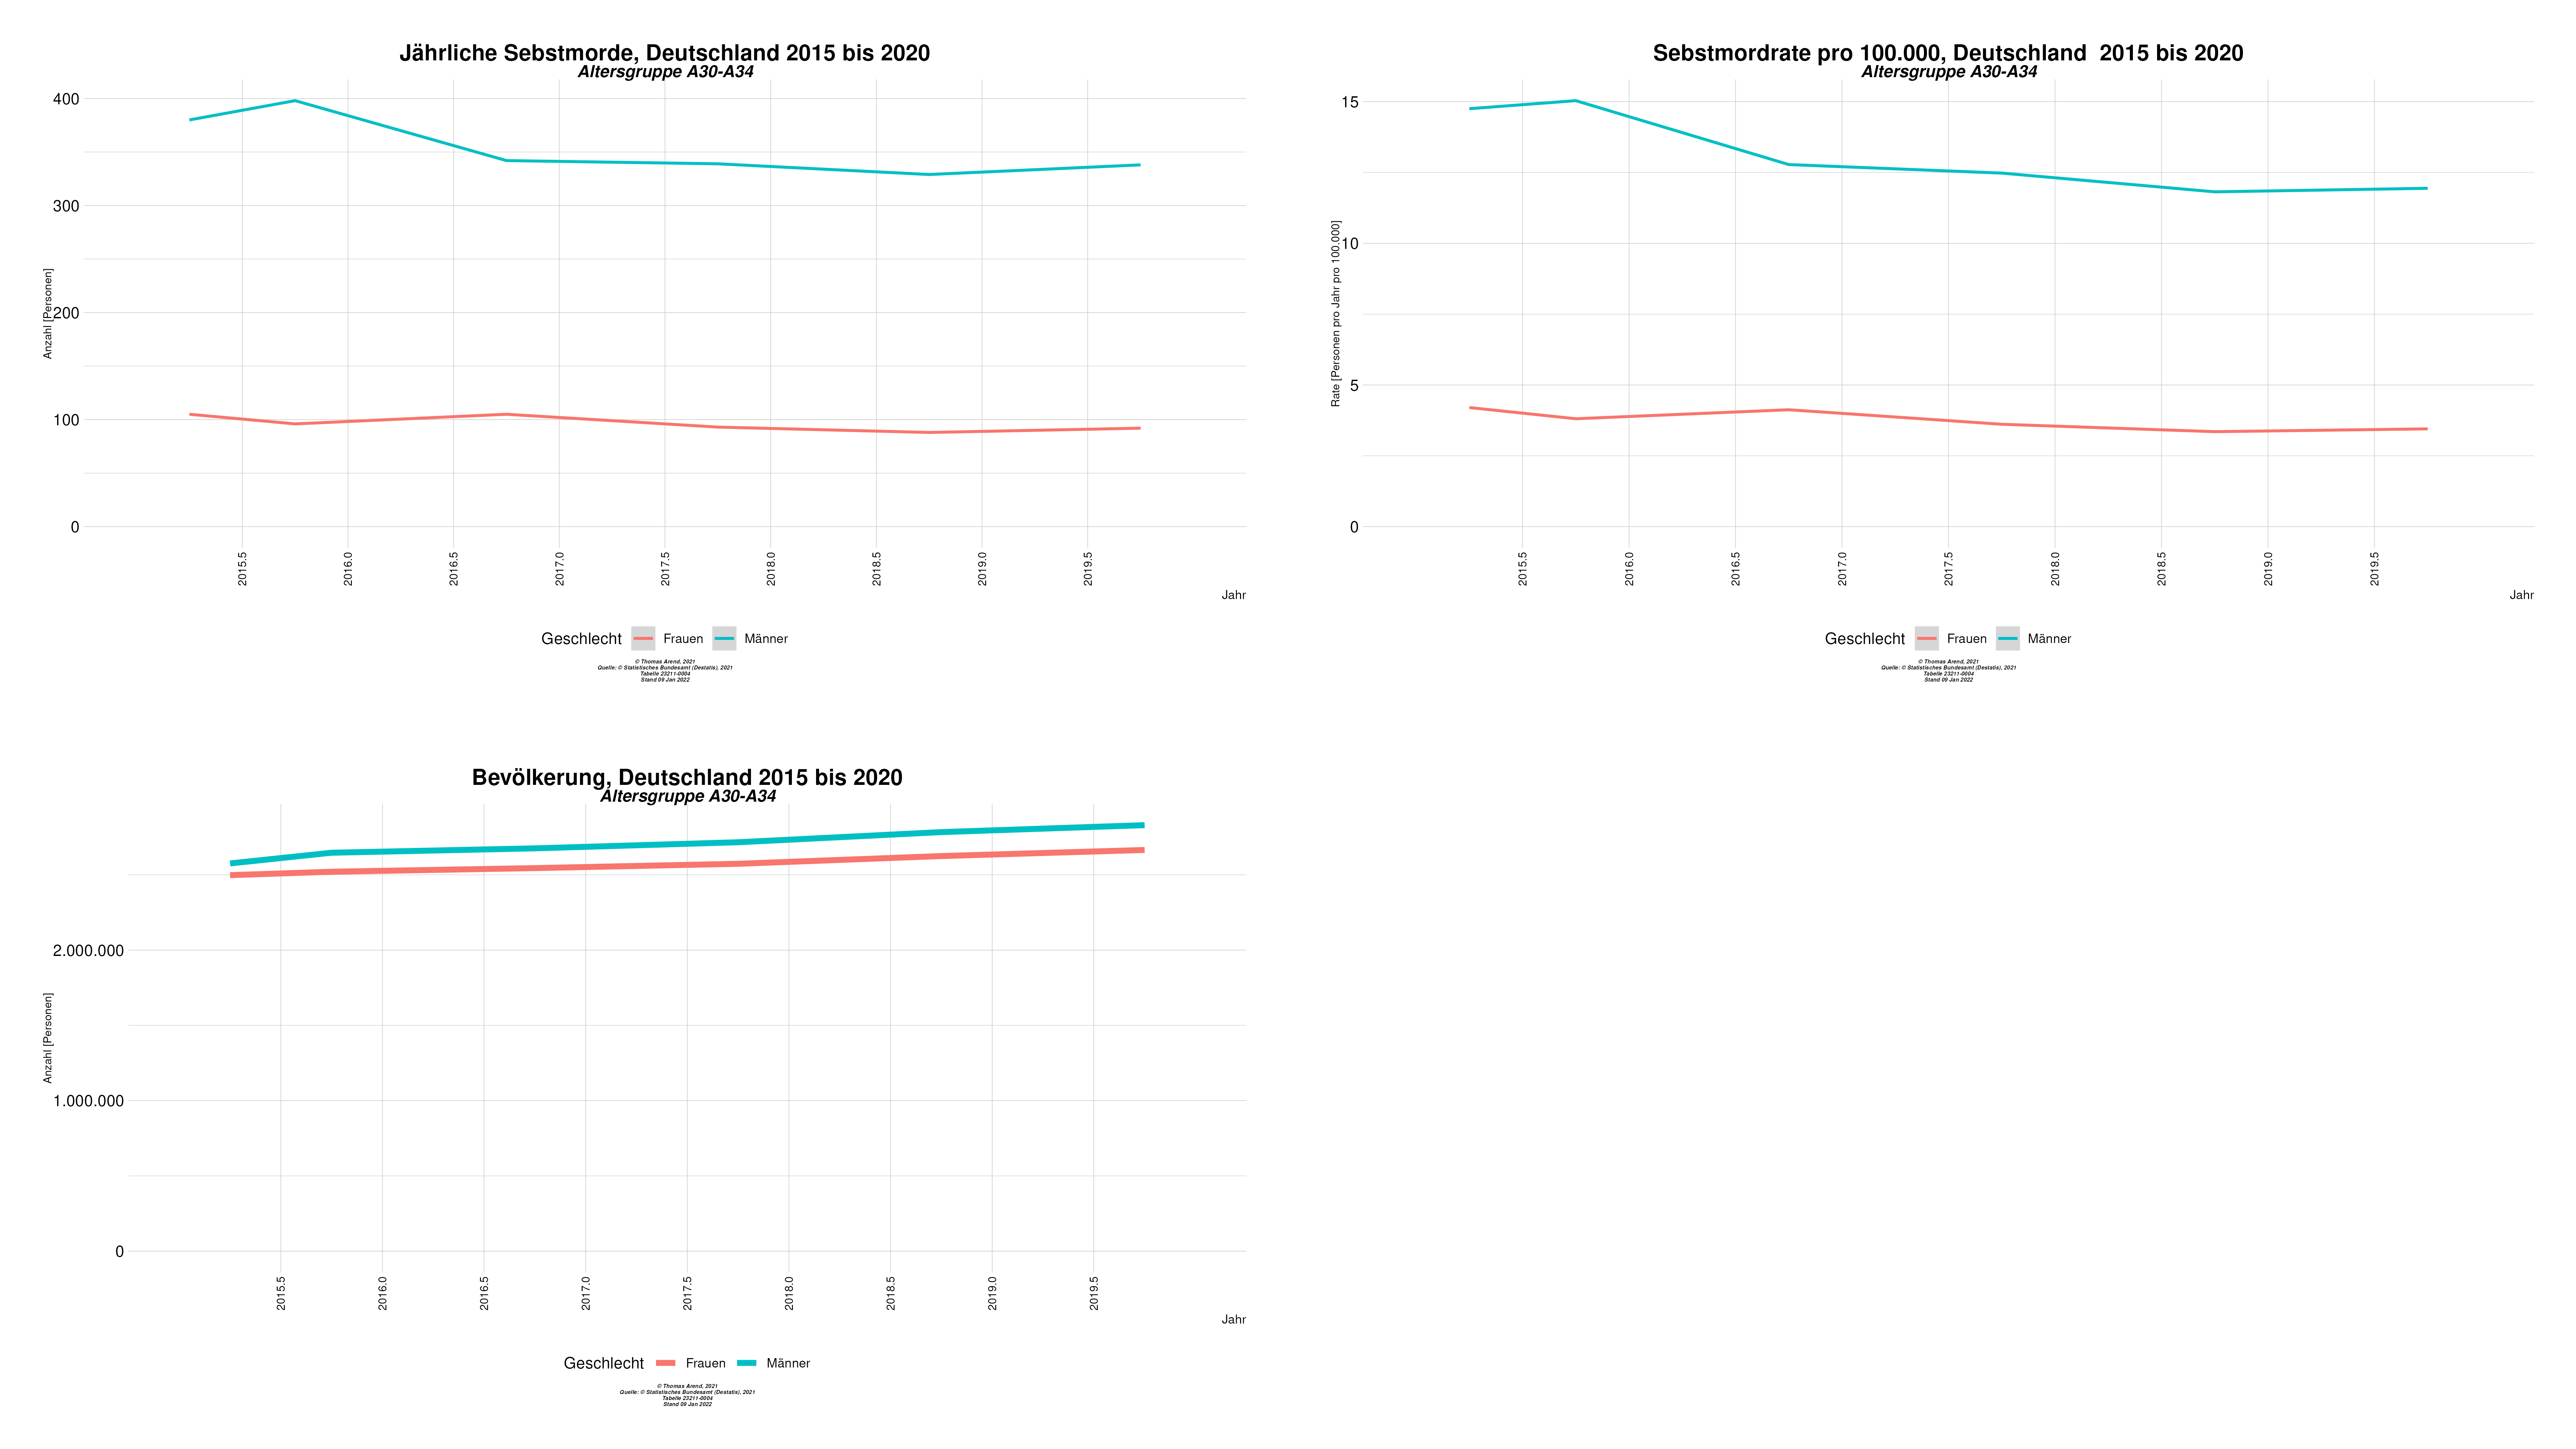 Jährliche Sebstmorde, Deutschland 2015 bis 2020
Altersgruppe A30-A34
Anzahl [Personen]
400
300
200
100
0
2015.5
2016.0
2016.5
2017.0
2017.5
2018.0
2018.5
2019.0
2019.5
Jahr
Geschlecht Frauen Männer
© Thomas Arend, 2021
Quelle: © Statistisches Bundesamt (Destatis), 2021
Tabelle 23211-0004
Stand 09 Jan 2022
Sebstmordrate pro 100.000, Deutschland  2015 bis 2020
Altersgruppe A30-A34
Rate [Personen pro Jahr pro 100.000]
15
10
5
0
2015.5
2016.0
2016.5
2017.0
2017.5
2018.0
2018.5
2019.0
2019.5
Jahr
Geschlecht Frauen Männer
© Thomas Arend, 2021
Quelle: © Statistisches Bundesamt (Destatis), 2021
Tabelle 23211-0004
Stand 09 Jan 2022
Bevölkerung, Deutschland 2015 bis 2020
Altersgruppe A30-A34
Anzahl [Personen]
2.000.000
1.000.000
0
2015.5
2016.0
2016.5
2017.0
2017.5
2018.0
2018.5
2019.0
2019.5
Jahr
Geschlecht Frauen Männer
© Thomas Arend, 2021
Quelle: © Statistisches Bundesamt (Destatis), 2021
Tabelle 23211-0004
Stand 09 Jan 2022